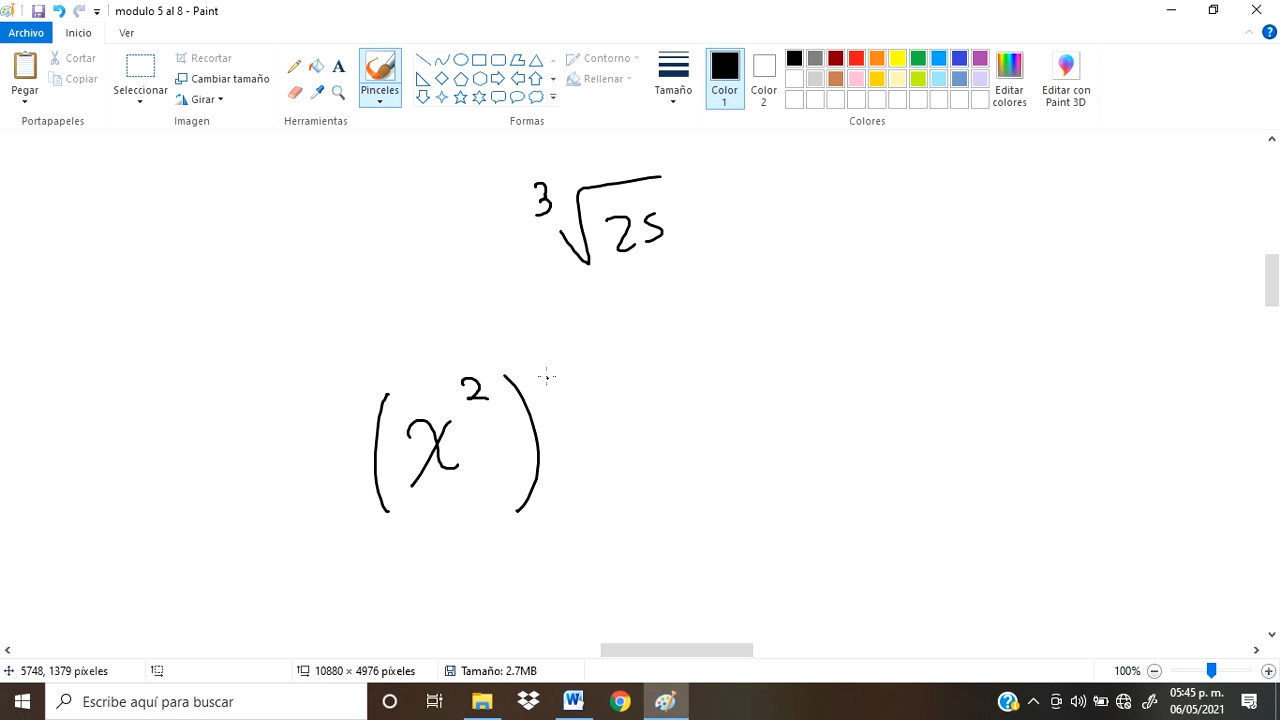 modulo 5 al 8 - Paint
Archivo Inicio Ver
Pegar Cortar Copiar Seleccionar Recortar Cambiar tamaño Girar Pinceles Contorno Rellenar Tamaño Color 1 Color 2 Editar colores Editar con Paint 3D
Portapapeles Imagen Herramientas Formas Colores
³√25
(x²)
5748, 1379 píxeles 10880 × 4976 píxeles Tamaño: 2.7MB 100%
Escribe aquí para buscar
05:45 p. m.
06/05/2021